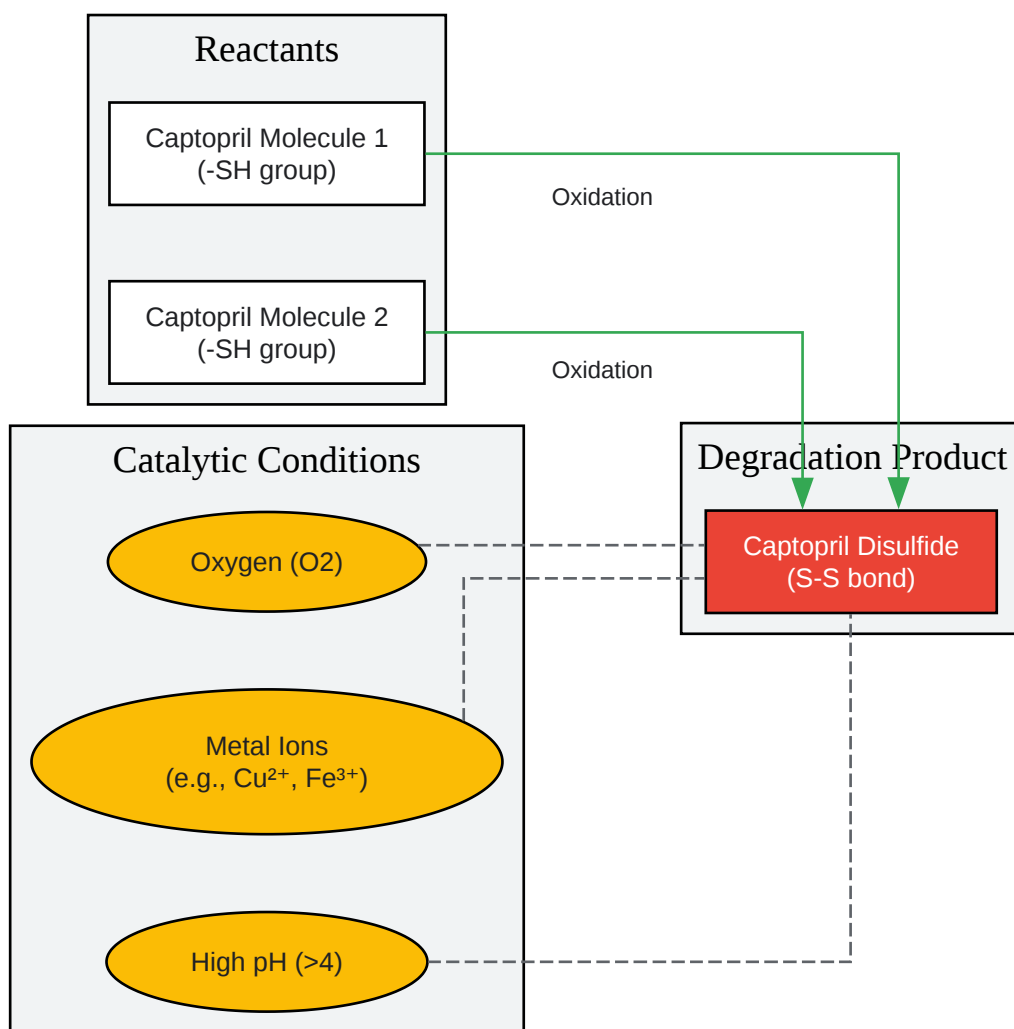 Reactants
Captopril Molecule 1
(-SH group)
Oxidation
Captopril Molecule 2
(-SH group)
Oxidation
Catalytic Conditions
Oxygen (O2)
Metal Ions
(e.g., Cu²⁺, Fe³⁺)
High pH (>4)
Degradation Product
Captopril Disulfide
(S-S bond)